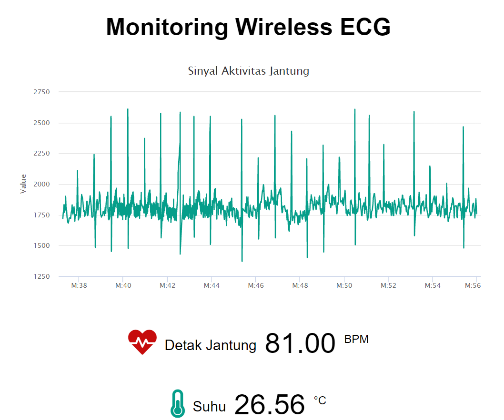 Monitoring Wireless ECG
Sinyal Aktivitas Jantung
2750
2500
2250
2000
1750
1500
1250
Value
M:38 M:40 M:42 M:44 M:46 M:48 M:50 M:52 M:54 M:56
Detak Jantung 81.00 BPM
Suhu 26.56 °C